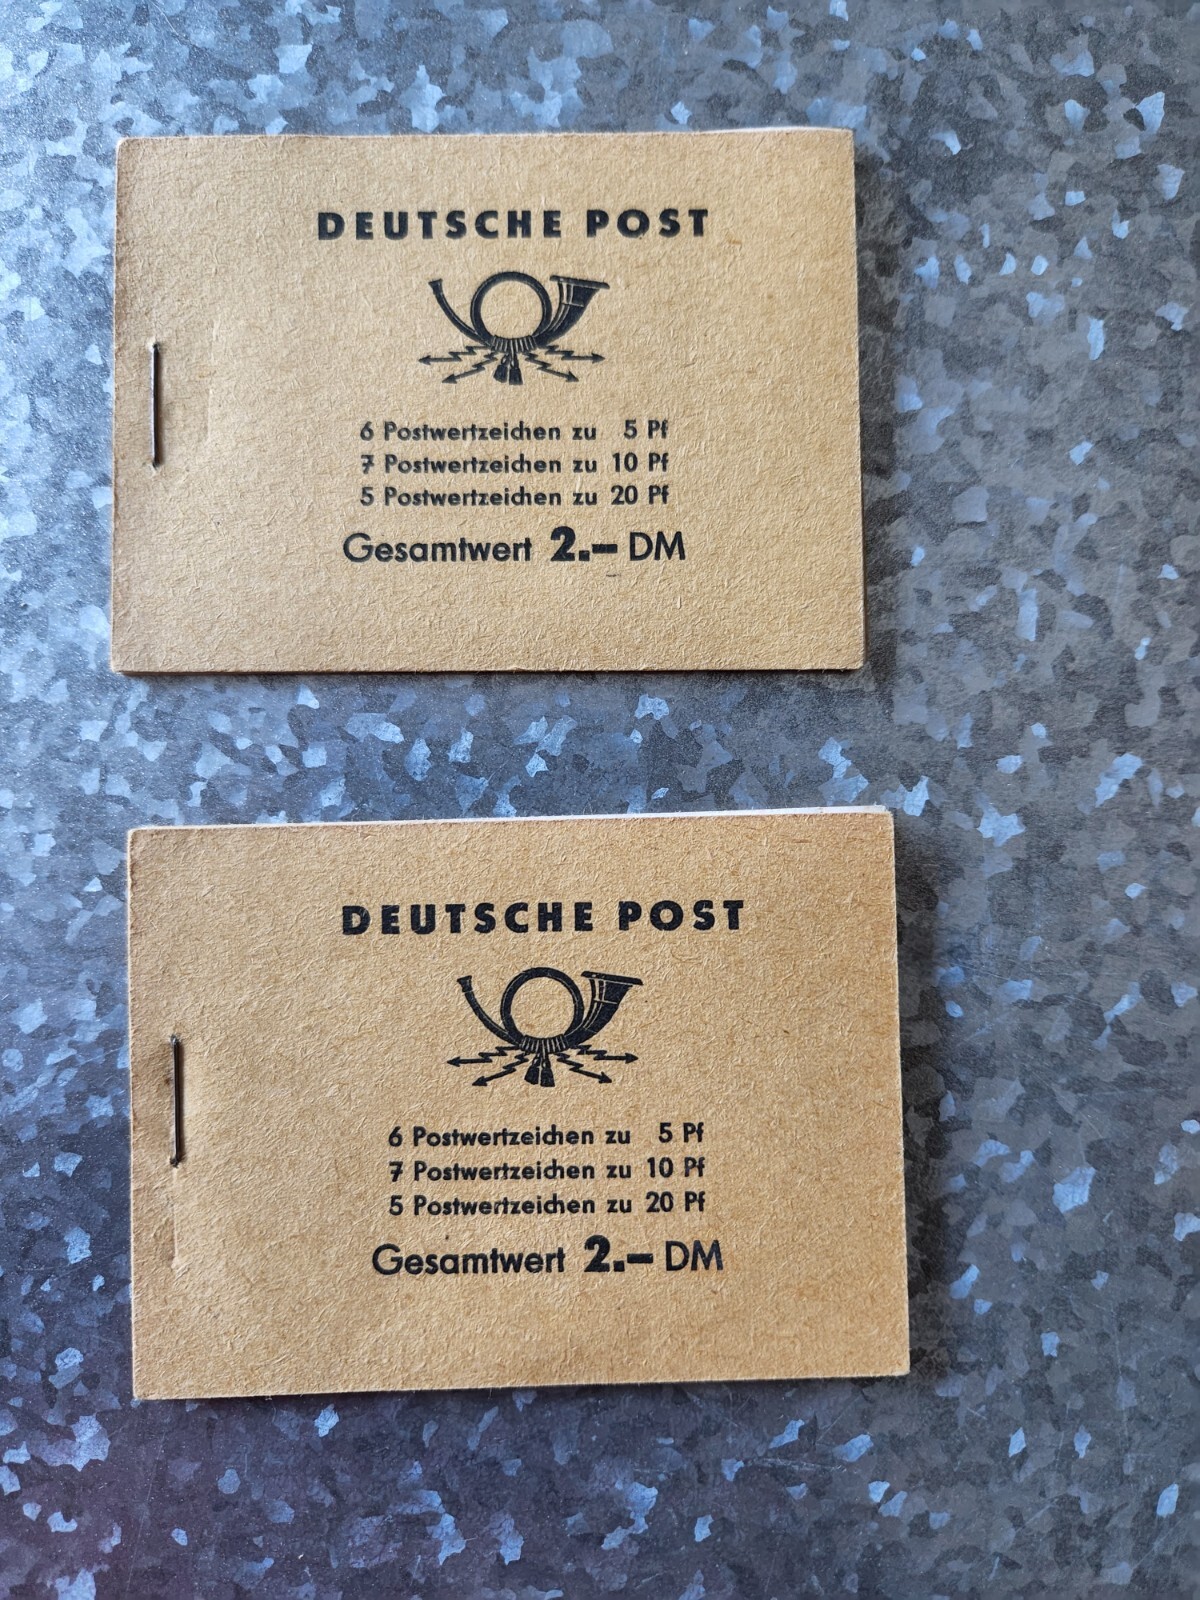 DEUTSCHE POST
6 Postwertzeichen zu 5 Pf
7 Postwertzeichen zu 10 Pf
5 Postwertzeichen zu 20 Pf
Gesamtwert 2.– DM
DEUTSCHE POST
6 Postwertzeichen zu 5 Pf
7 Postwertzeichen zu 10 Pf
5 Postwertzeichen zu 20 Pf
Gesamtwert 2.– DM